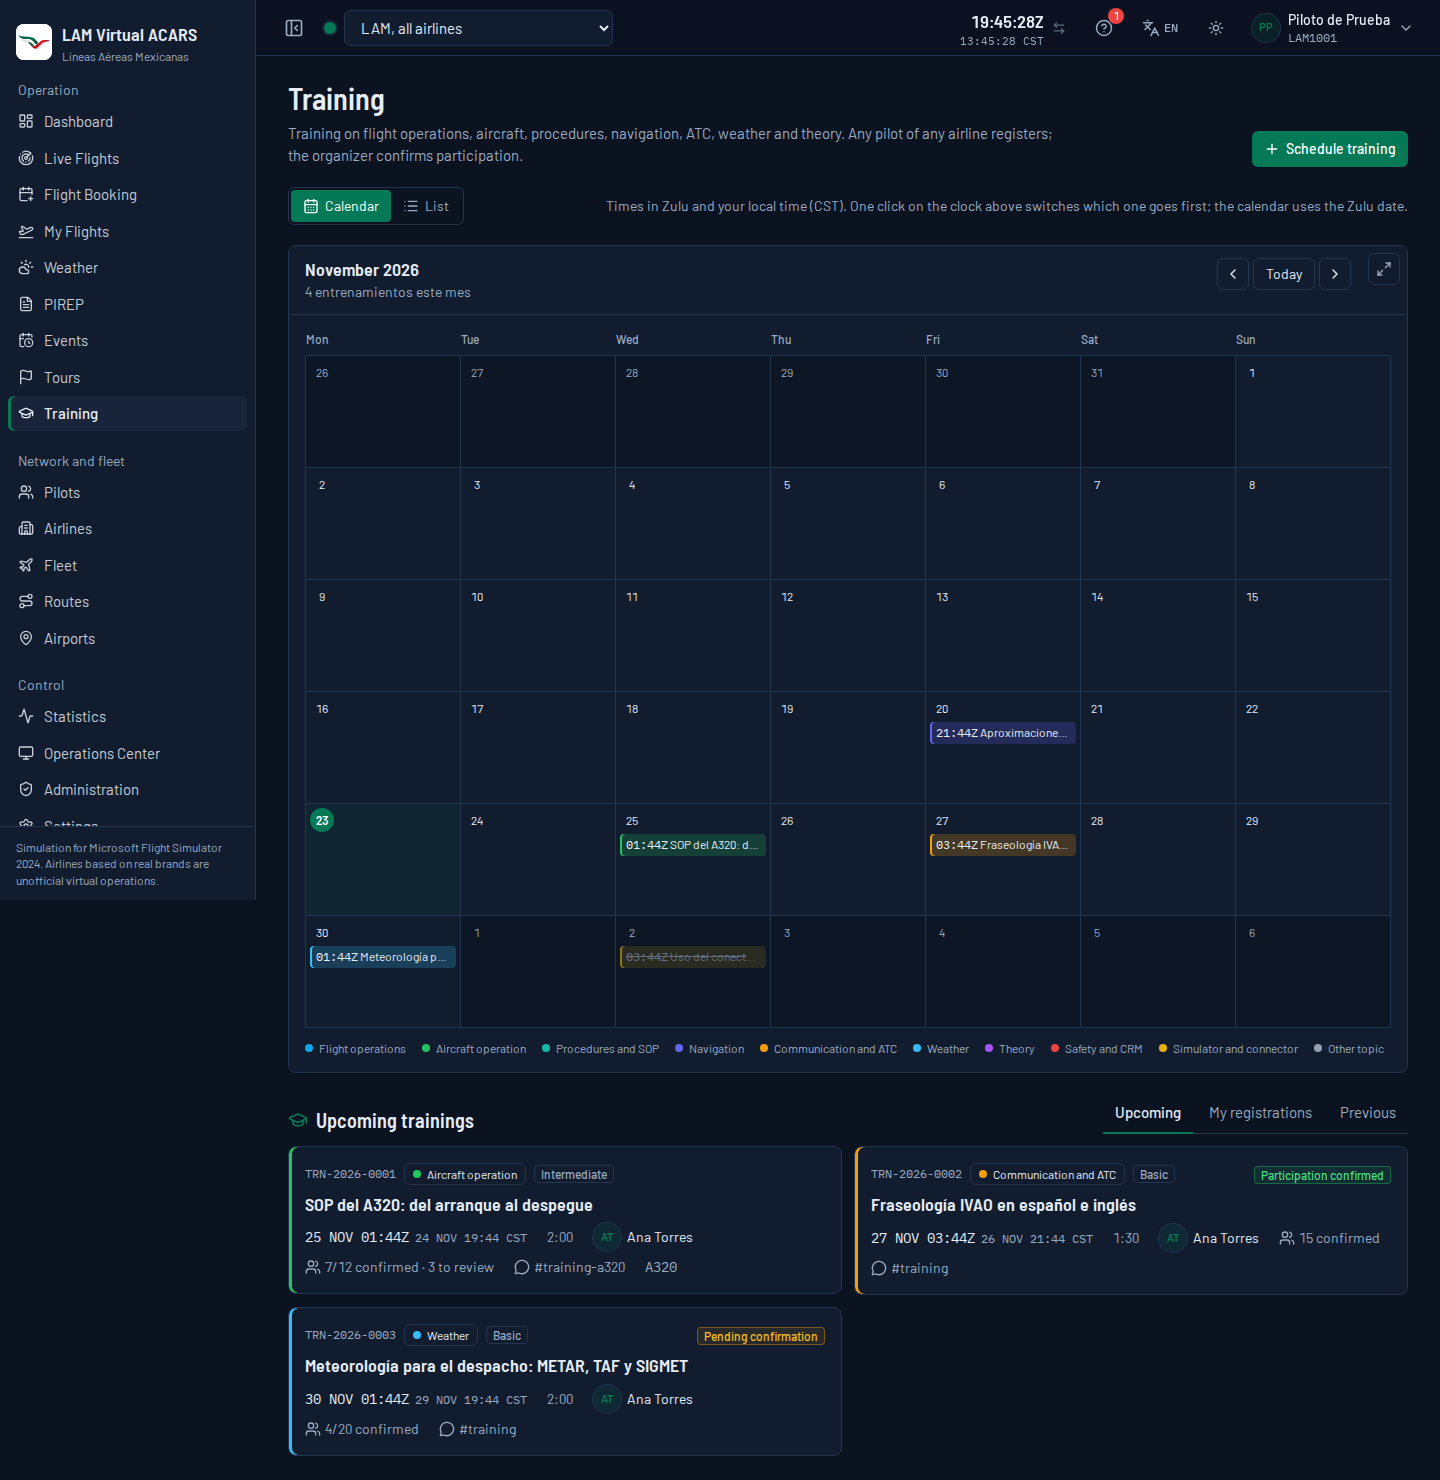 LAM Virtual ACARS
Líneas Aéreas Mexicanas
Operation
Dashboard
Live Flights
Flight Booking
My Flights
Weather
PIREP
Events
Tours
Training
Network and fleet
Pilots
Airlines
Fleet
Routes
Airports
Control
Statistics
Operations Center
Administration
Settings
Simulation for Microsoft Flight Simulator
2024. Airlines based on real brands are
unofficial virtual operations.
LAM, all airlines
19:45:28Z
13:45:28 CST
1
EN
PP
Piloto de Prueba
LAM1001
Training
Training on flight operations, aircraft, procedures, navigation, ATC, weather and theory. Any pilot of any airline registers;
the organizer confirms participation.
Schedule training
Calendar
List
Times in Zulu and your local time (CST). One click on the clock above switches which one goes first; the calendar uses the Zulu date.
November 2026
4 entrenamientos este mes
Today
Mon Tue Wed Thu Fri Sat Sun
26 27 28 29 30 31 1
2 3 4 5 6 7 8
9 10 11 12 13 14 15
16 17 18 19 20 21 22
21:44Z Aproximacione...
23 24 25 26 27 28 29
01:44Z SOP del A320: d...
03:44Z Fraseología IVA...
30 1 2 3 4 5 6
01:44Z Meteorología p...
03:44Z Uso del conect...
Flight operations
Aircraft operation
Procedures and SOP
Navigation
Communication and ATC
Weather
Theory
Safety and CRM
Simulator and connector
Other topic
Upcoming trainings
Upcoming
My registrations
Previous
TRN-2026-0001 Aircraft operation Intermediate
SOP del A320: del arranque al despegue
25 NOV 01:44Z 24 NOV 19:44 CST 2:00 AT Ana Torres
7/12 confirmed · 3 to review #training-a320 A320
TRN-2026-0002 Communication and ATC Basic Participation confirmed
Fraseología IVAO en español e inglés
27 NOV 03:44Z 26 NOV 21:44 CST 1:30 AT Ana Torres 15 confirmed
#training
TRN-2026-0003 Weather Basic Pending confirmation
Meteorología para el despacho: METAR, TAF y SIGMET
30 NOV 01:44Z 29 NOV 19:44 CST 2:00 AT Ana Torres
4/20 confirmed #training